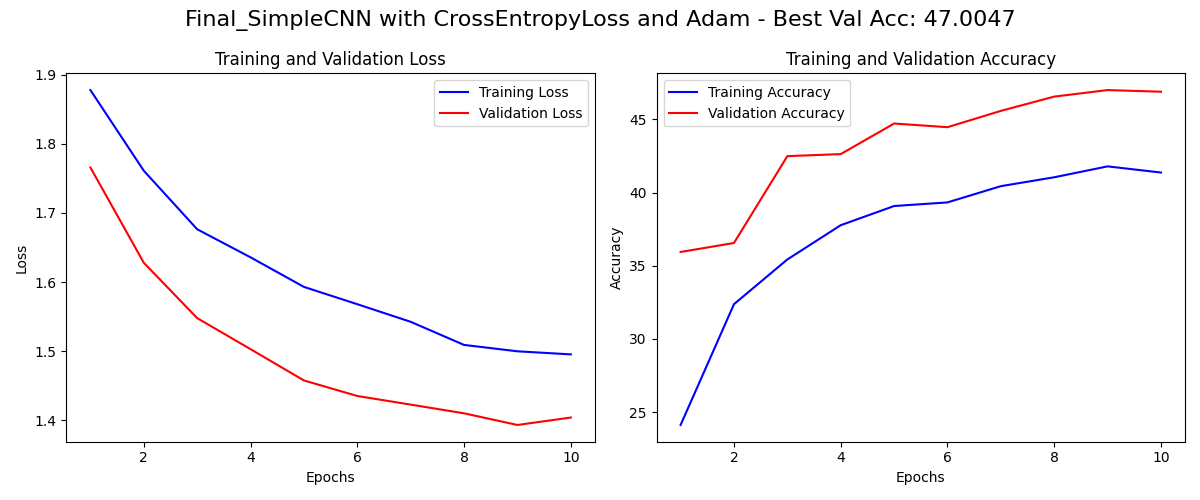 Final_SimpleCNN with CrossEntropyLoss and Adam - Best Val Acc: 47.0047
Training and Validation Loss
1.9
1.8
1.7
1.6
1.5
1.4
Loss
Training Loss
Validation Loss
2 4 6 8 10
Epochs
Training and Validation Accuracy
45
40
35
30
25
Accuracy
Training Accuracy
Validation Accuracy
2 4 6 8 10
Epochs